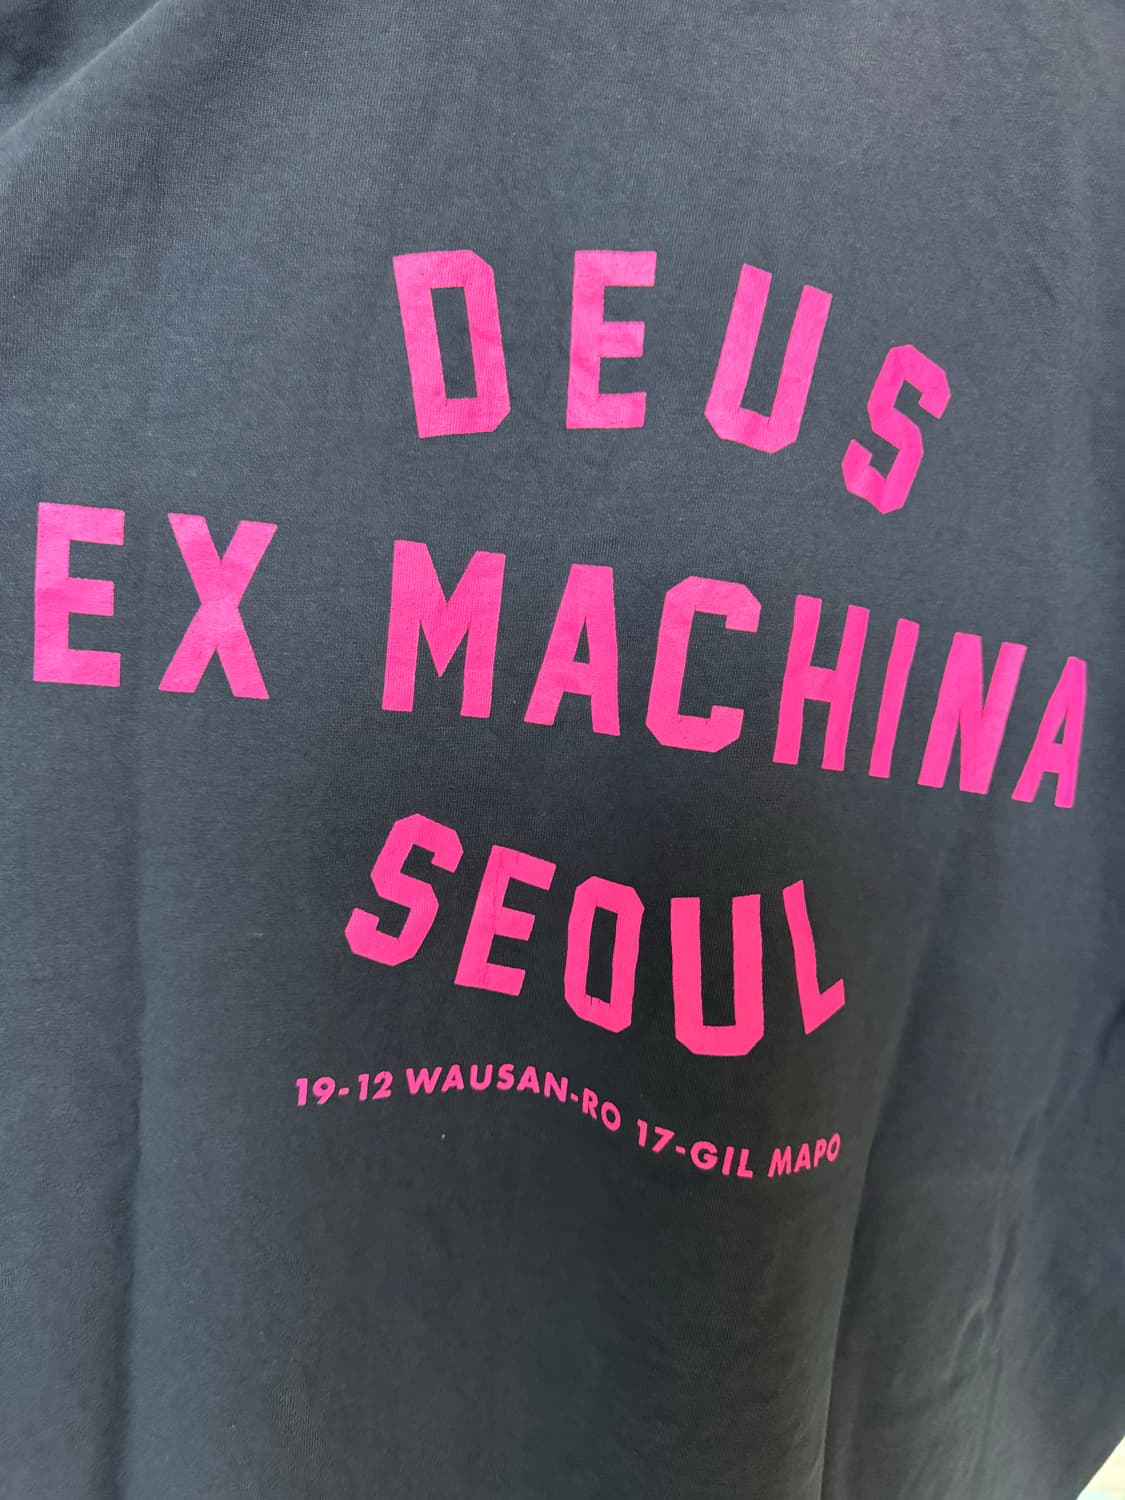 DEUS
EX MACHINA
SEOUL
19-12 WAUSAN-RO 17-GIL MAPO